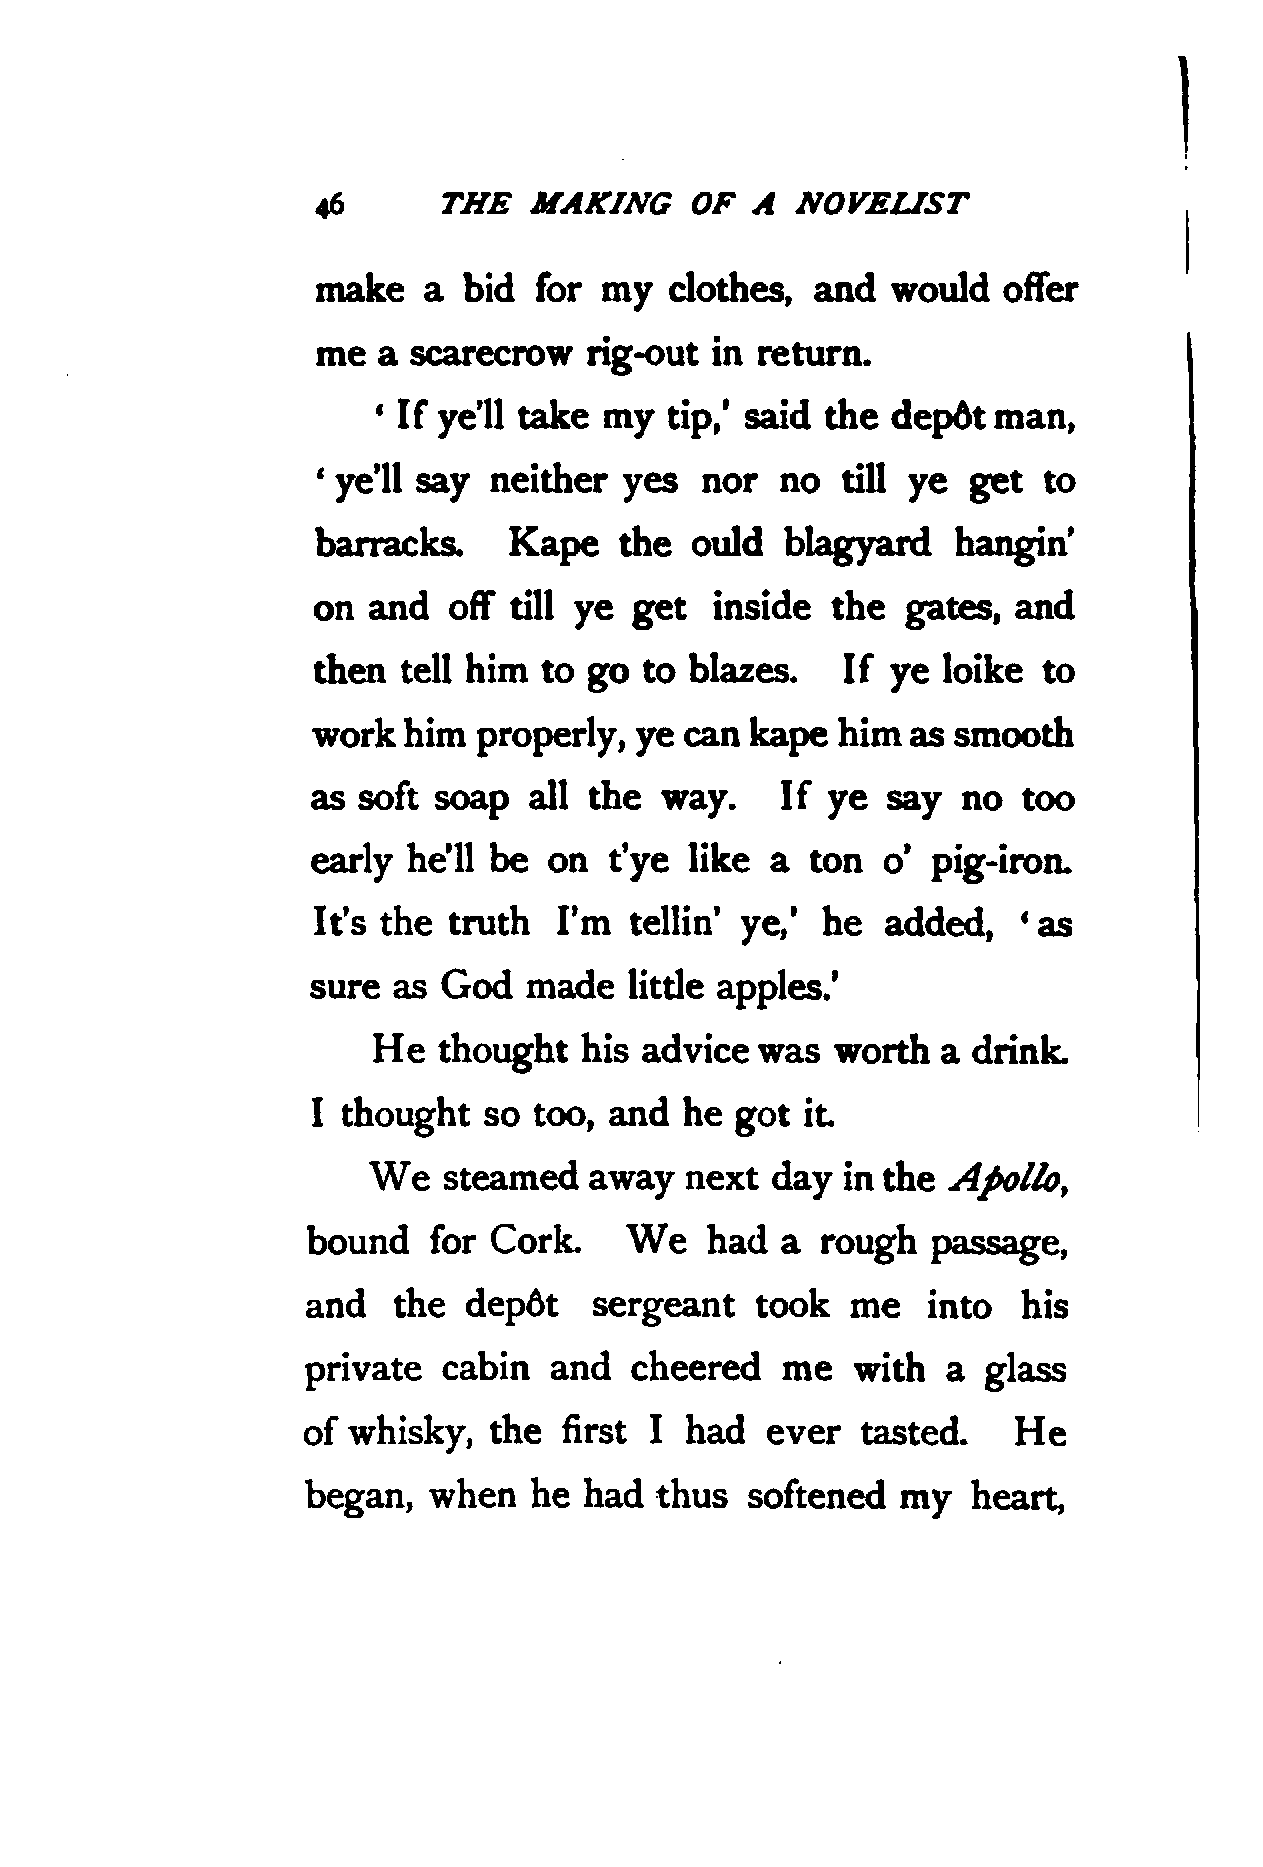 46 THE MAKING OF A NOVELIST
make a bid for my clothes, and would offer
me a scarecrow rig-out in return.
‘ If ye’ll take my tip,’ said the depôt man,
‘ ye’ll say neither yes nor no till ye get to
barracks. Kape the ould blagyard hangin’
on and off till ye get inside the gates, and
then tell him to go to blazes. If ye loike to
work him properly, ye can kape him as smooth
as soft soap all the way. If ye say no too
early he’ll be on t’ye like a ton o’ pig-iron.
It’s the truth I’m tellin’ ye,’ he added, ‘ as
sure as God made little apples.’
He thought his advice was worth a drink.
I thought so too, and he got it.
We steamed away next day in the Apollo,
bound for Cork. We had a rough passage,
and the depôt sergeant took me into his
private cabin and cheered me with a glass
of whisky, the first I had ever tasted. He
began, when he had thus softened my heart,